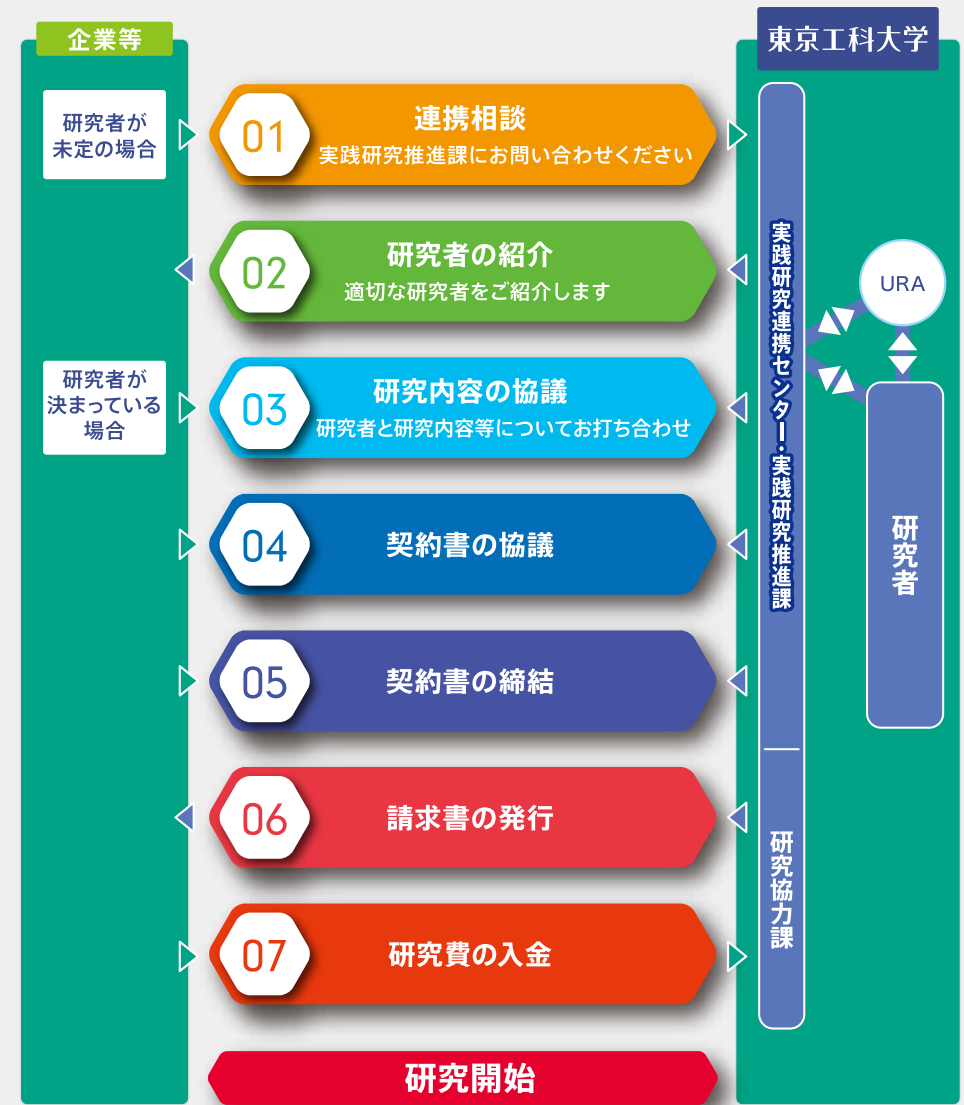 企業等
東京工科大学
研究者が
未定の場合
01
連携相談
実践研究推進課にお問い合わせください
02
研究者の紹介
適切な研究者をご紹介します
研究者が
決まっている
場合
03
研究内容の協議
研究者と研究内容等についてお打ち合わせ
04
契約書の協議
05
契約書の締結
06
請求書の発行
07
研究費の入金
研究開始
実践研究連携センター・実践研究推進課
研究協力課
URA
研究者